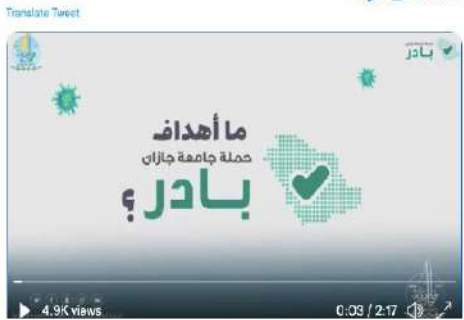 Translate Tweet
بادر
ما أهداف
حملة جامعة جازان
بادر ؟
4.9K views
0:03 / 2:17